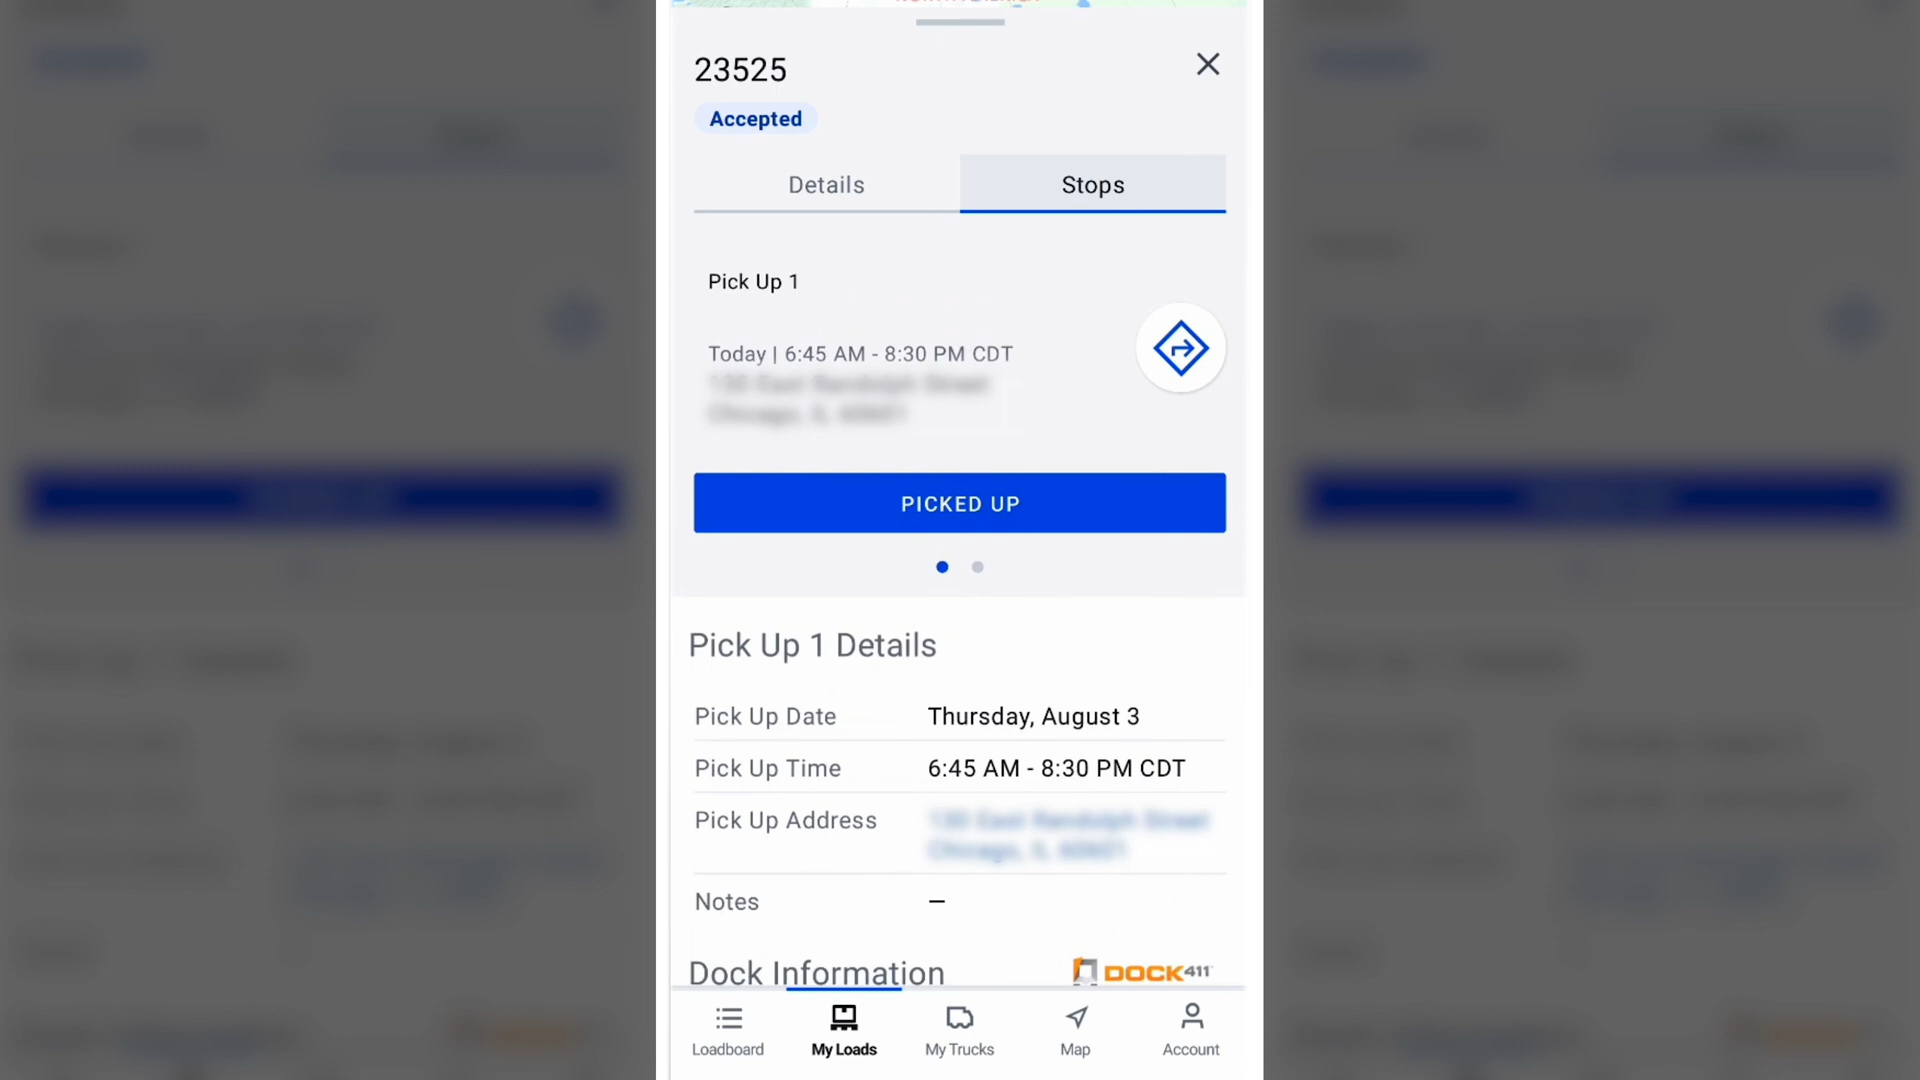 23525
Accepted
Details
Stops
Pick Up 1
Today | 6:45 AM - 8:30 PM CDT
PICKED UP
Pick Up 1 Details
Pick Up Date
Thursday, August 3
Pick Up Time
6:45 AM - 8:30 PM CDT
Pick Up Address
Notes
—
Dock Information
DOCK411
Loadboard
My Loads
My Trucks
Map
Account